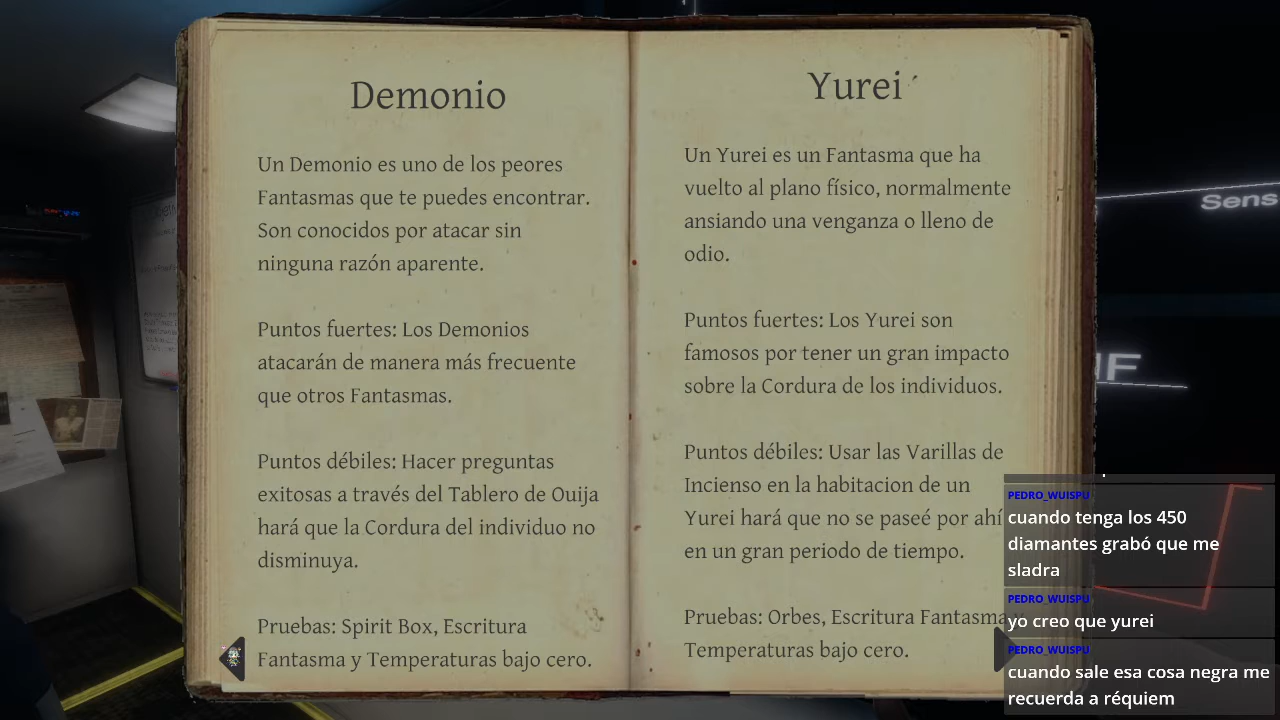 Demonio
Un Demonio es uno de los peores
Fantasmas que te puedes encontrar.
Son conocidos por atacar sin
ninguna razón aparente.
Puntos fuertes: Los Demonios
atacarán de manera más frecuente
que otros Fantasmas.
Puntos débiles: Hacer preguntas
exitosas a través del Tablero de Ouija
hará que la Cordura del individuo no
disminuya.
Pruebas: Spirit Box, Escritura
Fantasma y Temperaturas bajo cero.
Yurei
Un Yurei es un Fantasma que ha
vuelto al plano físico, normalmente
ansiando una venganza o lleno de
odio.
Puntos fuertes: Los Yurei son
famosos por tener un gran impacto
sobre la Cordura de los individuos.
Puntos débiles: Usar las Varillas de
Incienso en la habitacion de un
Yurei hará que no se paseé por ahí
en un gran periodo de tiempo.
Pruebas: Orbes, Escritura Fantasma y
Temperaturas bajo cero.
Sens
PEDRO_WUISPU
cuando tenga los 450
diamantes grabó que me
sladra
PEDRO_WUISPU
yo creo que yurei
PEDRO_WUISPU
cuando sale esa cosa negra me
recuerda a réquiem